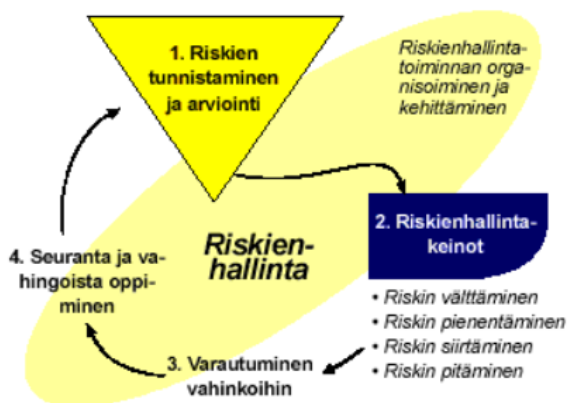 1. Riskien
tunnistaminen
ja arviointi
Riskienhallinta-
toiminnan orga-
nisoiminen ja
kehittäminen
2. Riskienhallinta-
keinot
• Riskin välttäminen
• Riskin pienentäminen
• Riskin siirtäminen
• Riskin pitäminen
3. Varautuminen
vahinkoihin
4. Seuranta ja va-
hingoista oppi-
minen
Riskien-
hallinta